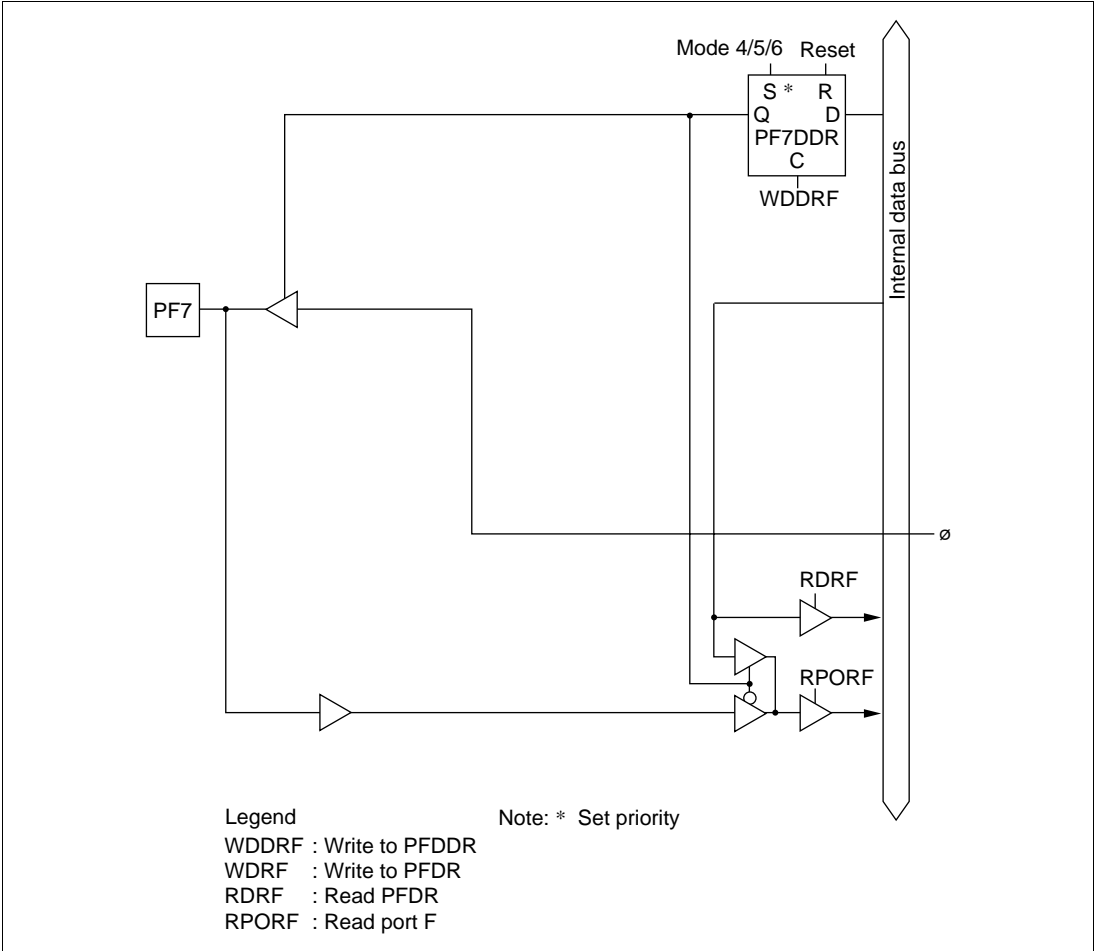 Mode 4/5/6 Reset
S * R
Q D
PF7DDR
C
WDDRF
Internal data bus
PF7
ø
RDRF
RPORF
Legend
WDDRF : Write to PFDDR
WDRF : Write to PFDR
RDRF : Read PFDR
RPORF : Read port F
Note: * Set priority